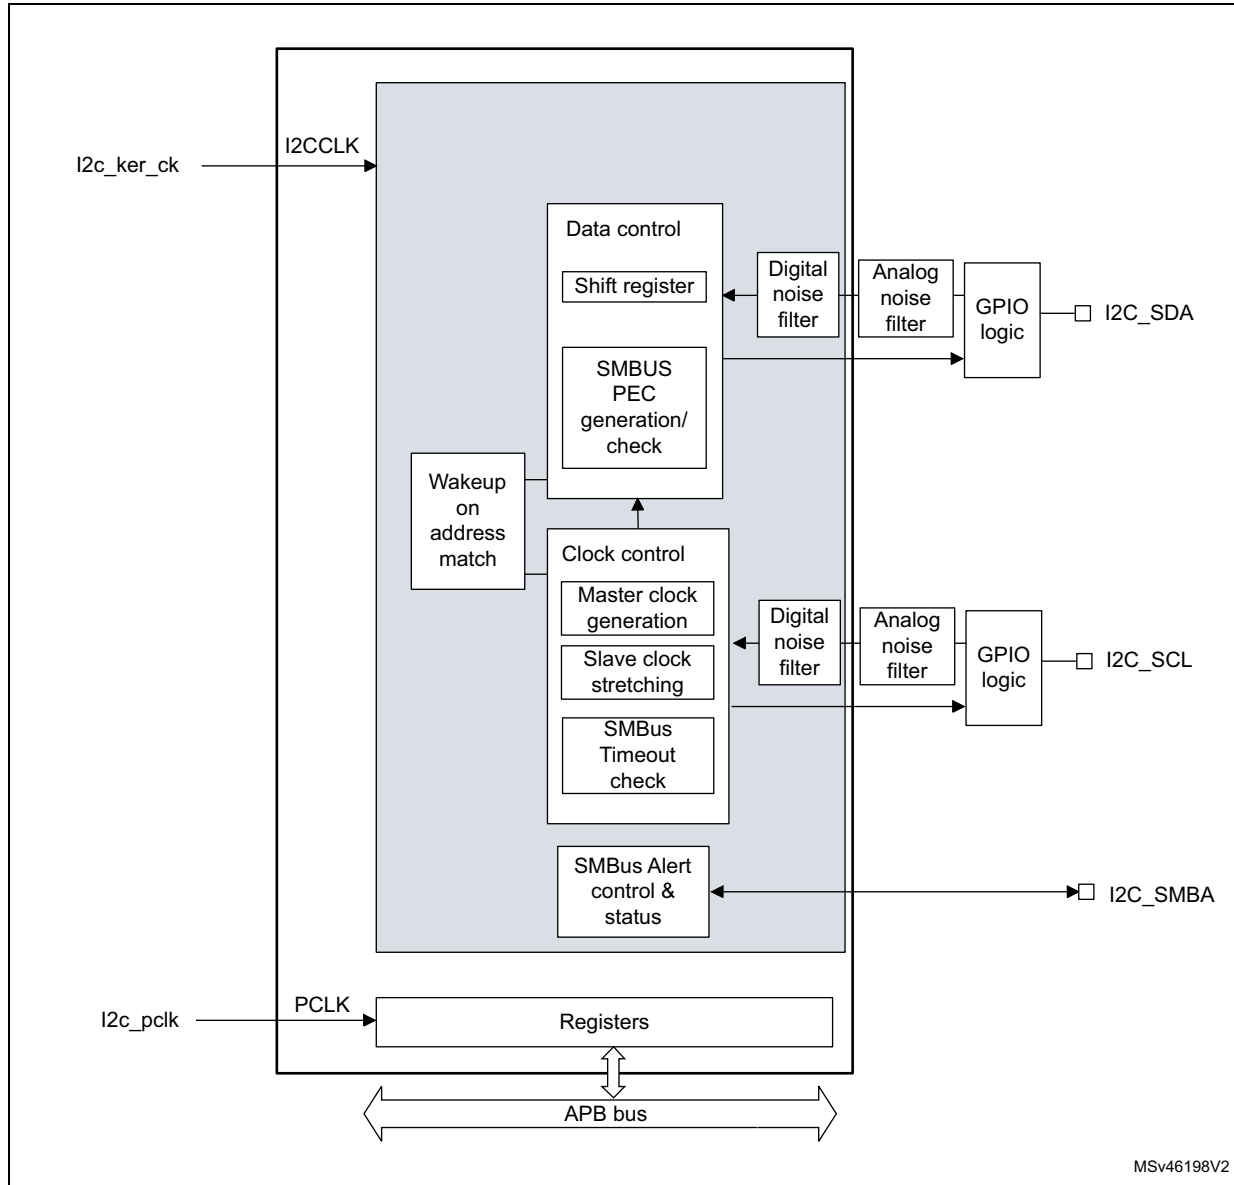 I2CCLK
I2c_ker_ck
Data control
Shift register
SMBUS
PEC
generation/
check
Digital
noise
filter
Analog
noise
filter
GPIO
logic
I2C_SDA
Wakeup
on
address
match
Clock control
Master clock
generation
Slave clock
stretching
SMBus
Timeout
check
Digital
noise
filter
Analog
noise
filter
GPIO
logic
I2C_SCL
SMBus Alert
control &
status
I2C_SMBA
PCLK
I2c_pclk
Registers
APB bus
MSv46198V2